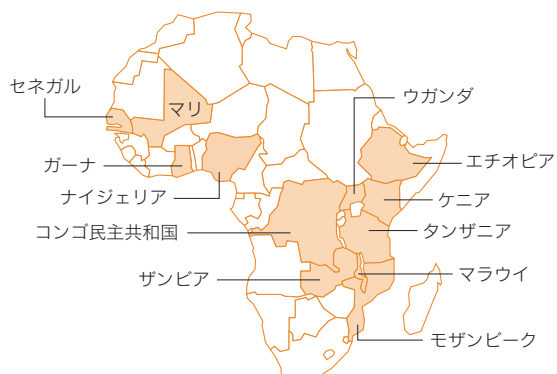 セネガル
マリ
ウガンダ
ガーナ
エチオピア
ナイジェリア
ケニア
コンゴ民主共和国
タンザニア
ザンビア
マラウイ
モザンビーク